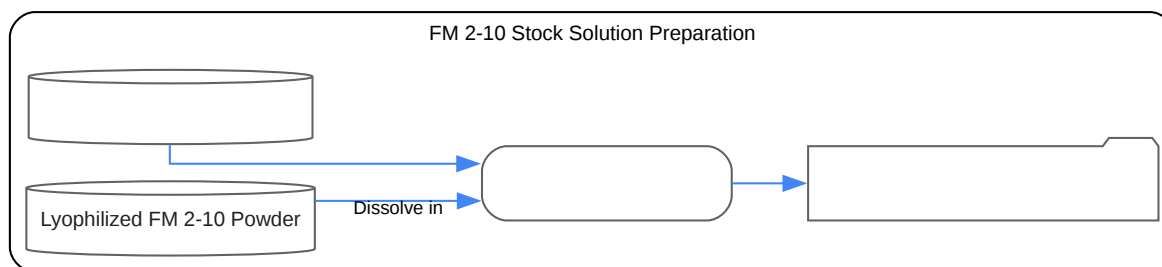 FM 2-10 Stock Solution Preparation
Lyophilized FM 2-10 Powder
Dissolve in